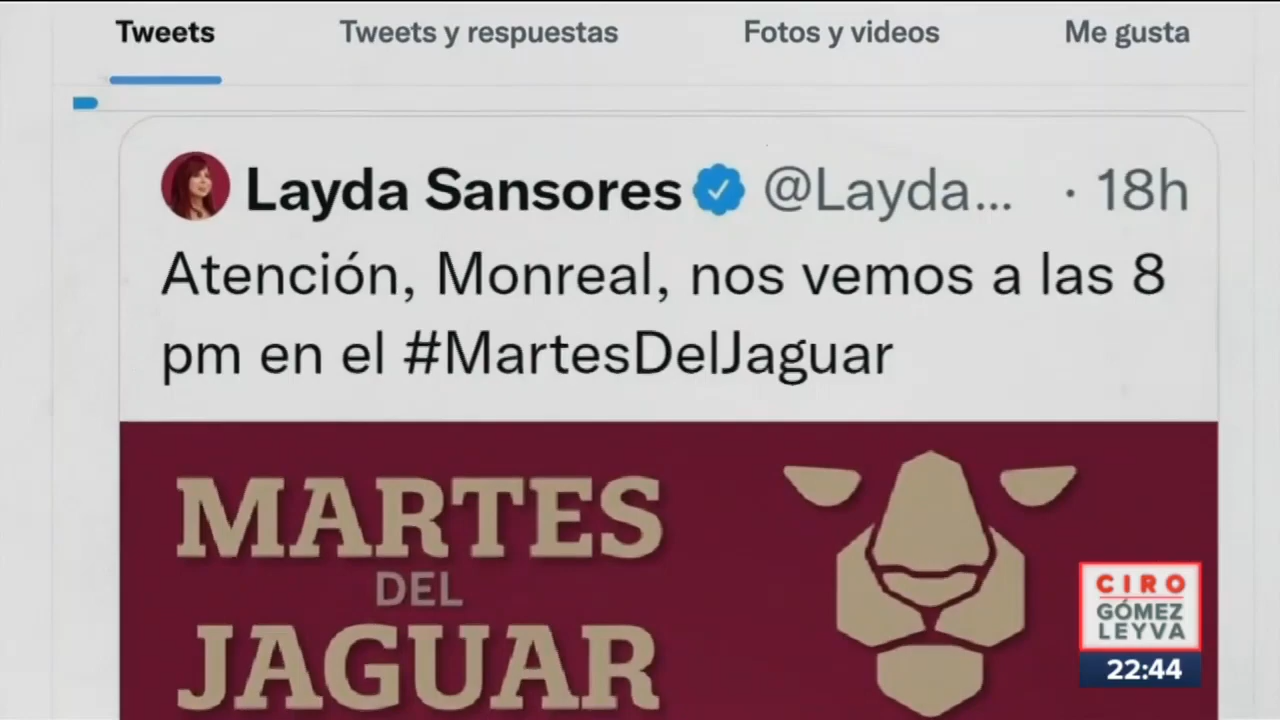 Tweets
Tweets y respuestas
Fotos y videos
Me gusta
Layda Sansores @Layda... · 18h
Atención, Monreal, nos vemos a las 8
pm en el #MartesDelJaguar
MARTES
DEL
JAGUAR
CIRO
GÓMEZ
LEYVA
22:44